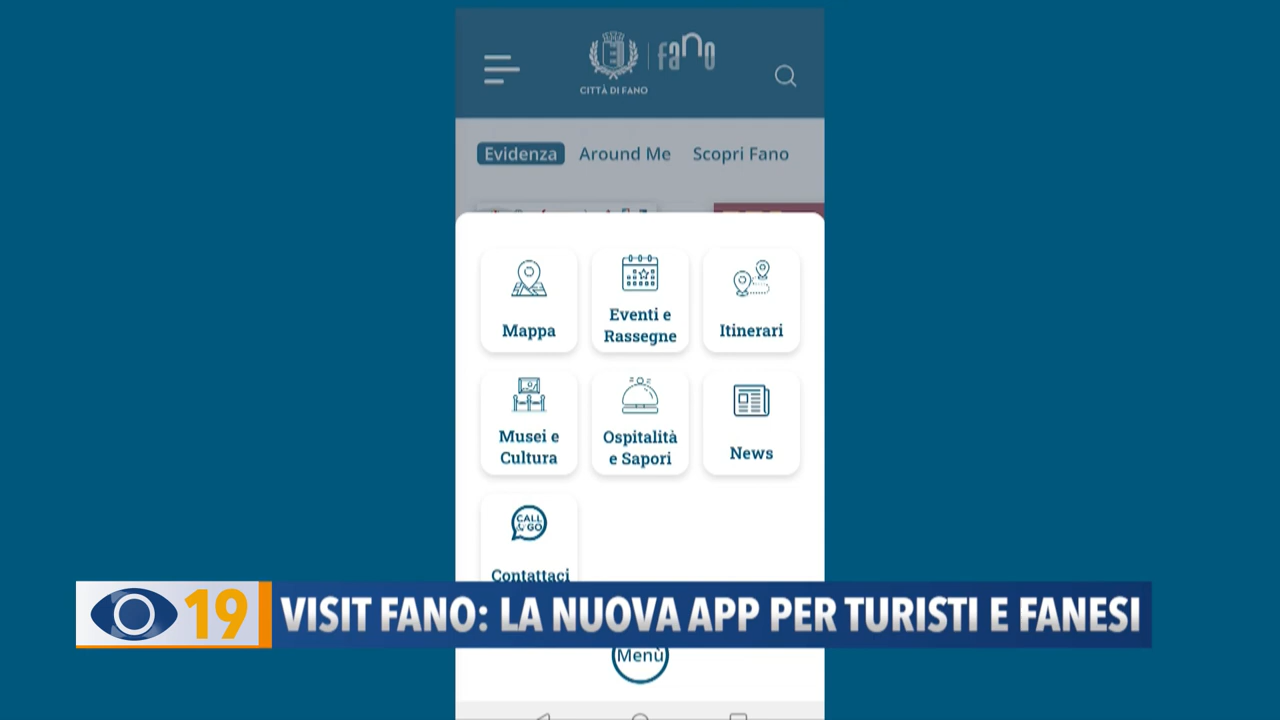 fano
CITTÀ DI FANO
Evidenza Around Me Scopri Fano
Mappa
Eventi e
Rassegne
Itinerari
Musei e
Cultura
Ospitalità
e Sapori
News
CALL
& GO
Contattaci
19 VISIT FANO: LA NUOVA APP PER TURISTI E FANESI
Menù